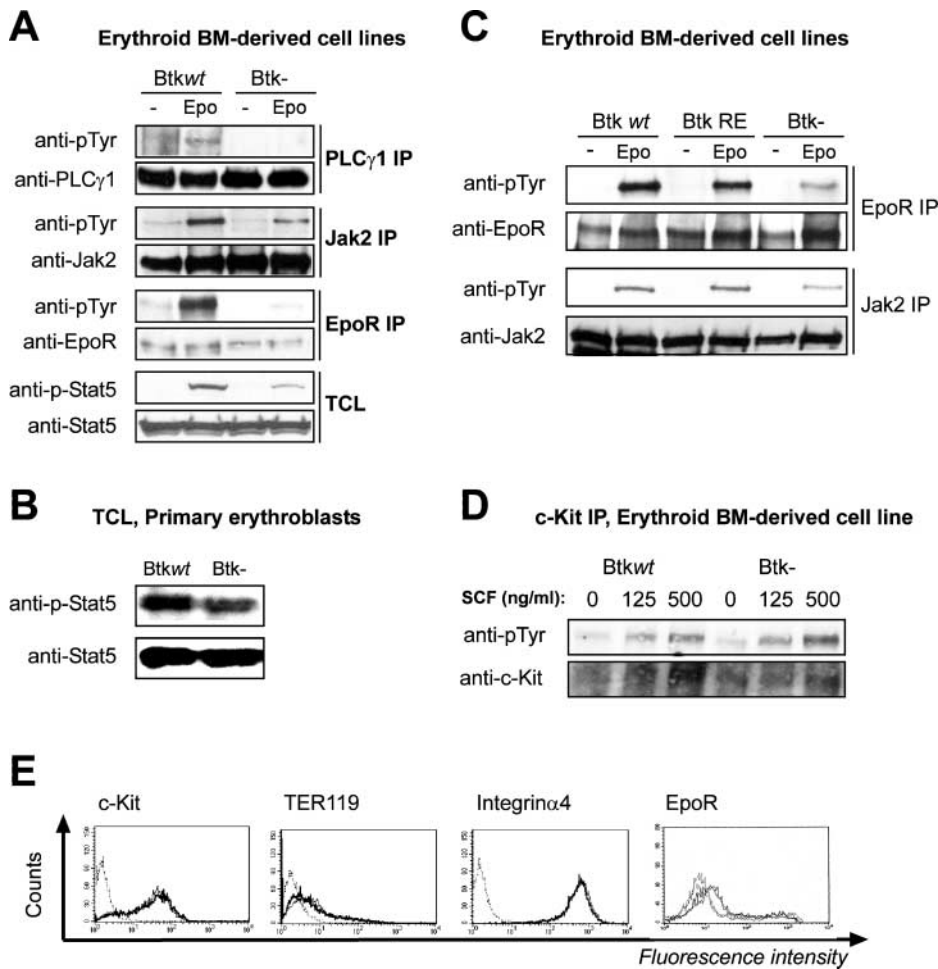 A
Erythroid BM-derived cell lines
Btkwt Btk-
- Epo - Epo
anti-pTyr
anti-PLCγ1
PLCγ1 IP
anti-pTyr
anti-Jak2
Jak2 IP
anti-pTyr
anti-EpoR
EpoR IP
anti-p-Stat5
anti-Stat5
TCL
B
TCL, Primary erythroblasts
Btkwt Btk-
anti-p-Stat5
anti-Stat5
C
Erythroid BM-derived cell lines
Btk wt Btk RE Btk-
- Epo - Epo - Epo
anti-pTyr
anti-EpoR
EpoR IP
anti-pTyr
anti-Jak2
Jak2 IP
D
c-Kit IP, Erythroid BM-derived cell line
Btkwt Btk-
SCF (ng/ml): 0 125 500 0 125 500
anti-pTyr
anti-c-Kit
E
c-Kit TER119 Integrinα4 EpoR
Counts
Fluorescence intensity